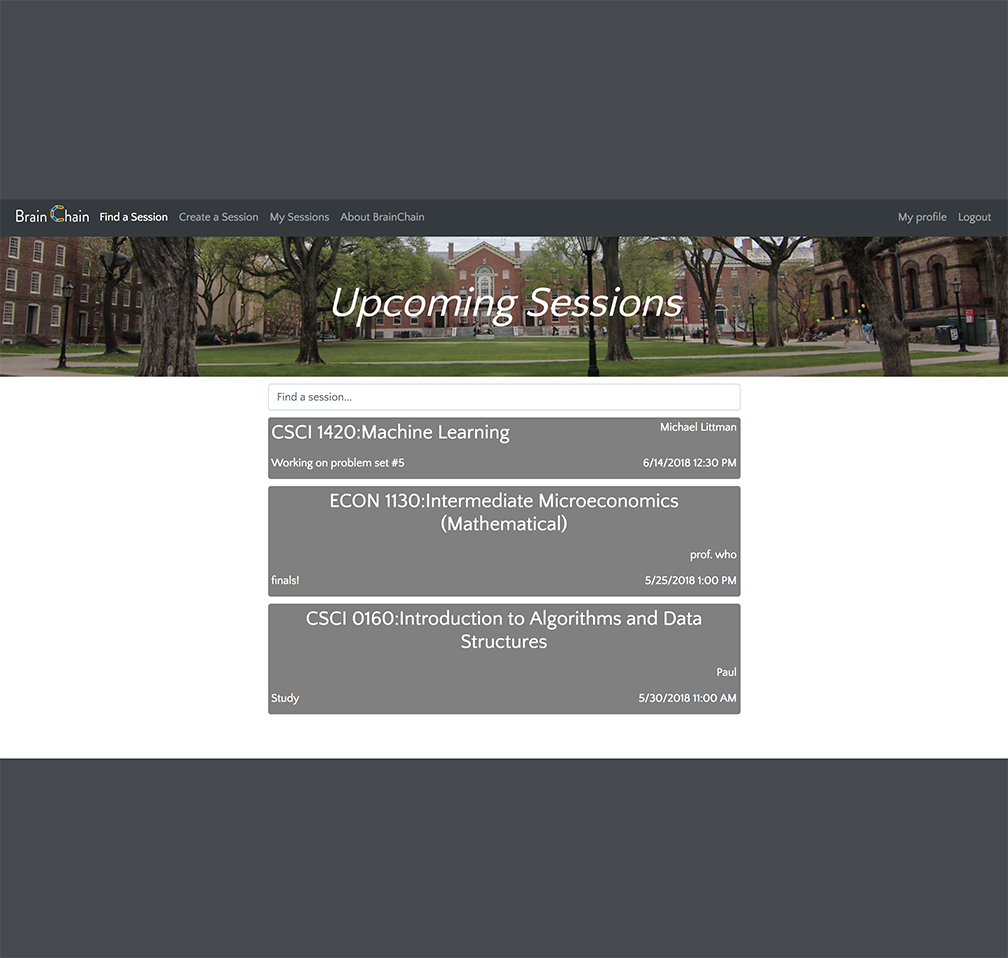 Brain Chain Find a Session Create a Session My Sessions About BrainChain My profile Logout
Upcoming Sessions
Find a session...
CSCI 1420:Machine Learning Michael Littman
Working on problem set #5 6/14/2018 12:30 PM
ECON 1130:Intermediate Microeconomics
(Mathematical)
prof. who
finals! 5/25/2018 1:00 PM
CSCI 0160:Introduction to Algorithms and Data
Structures
Paul
Study 5/30/2018 11:00 AM